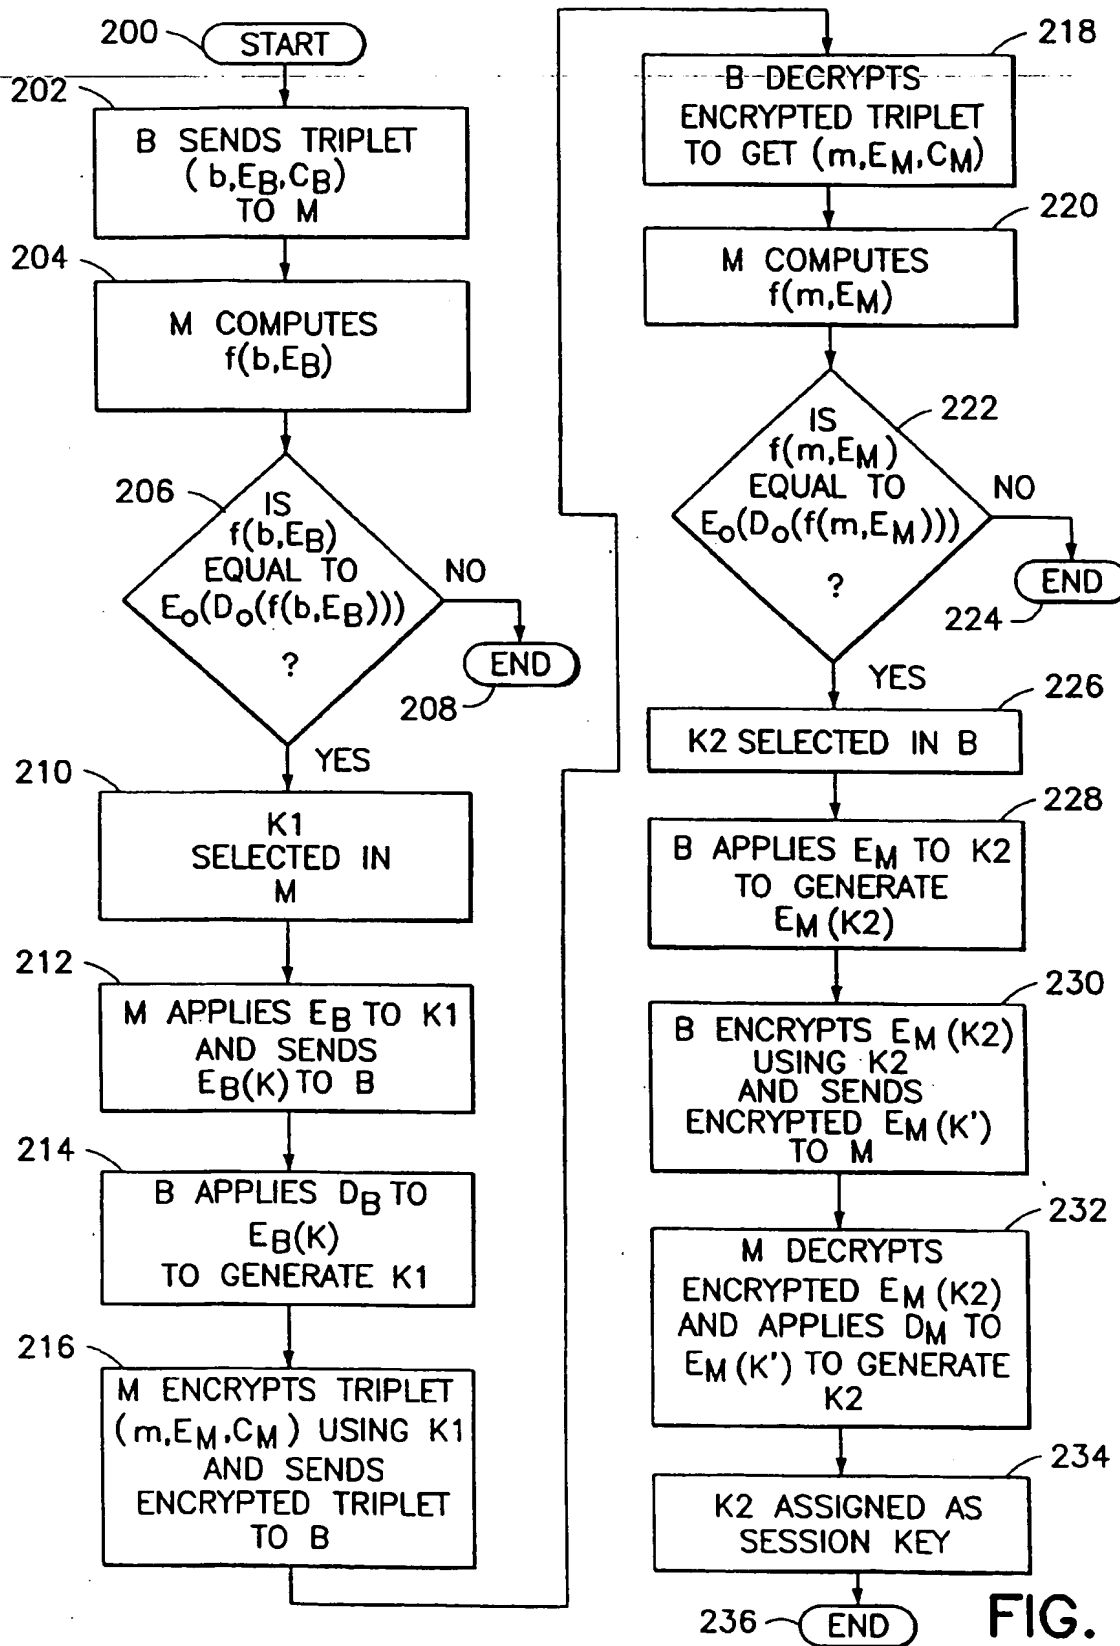 200
START
202
B SENDS TRIPLET
(b,EB,CB)
TO M
204
M COMPUTES
f(b,EB)
206
IS
f(b,EB)
EQUAL TO
Eo(Do(f(b,EB)))
?
NO
END
208
YES
210
K1
SELECTED IN
M
212
M APPLIES EB TO K1
AND SENDS
EB(K) TO B
214
B APPLIES DB TO
EB(K)
TO GENERATE K1
216
M ENCRYPTS TRIPLET
(m,EM,CM) USING K1
AND SENDS
ENCRYPTED TRIPLET
TO B
218
B DECRYPTS
ENCRYPTED TRIPLET
TO GET (m,EM,CM)
220
M COMPUTES
f(m,EM)
222
IS
f(m,EM)
EQUAL TO
Eo(Do(f(m,EM)))
?
NO
END
224
YES
226
K2 SELECTED IN B
228
B APPLIES EM TO K2
TO GENERATE
EM(K2)
230
B ENCRYPTS EM(K2)
USING K2
AND SENDS
ENCRYPTED EM(K')
TO M
232
M DECRYPTS
ENCRYPTED EM(K2)
AND APPLIES DM TO
EM(K') TO GENERATE
K2
234
K2 ASSIGNED AS
SESSION KEY
236
END
FIG.